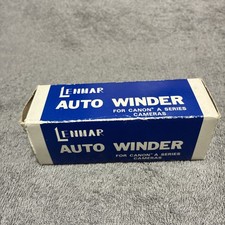 LENMAR
AUTO WINDER
FOR CANON* A SERIES
CAMERAS
LENMAR
AUTO WINDER
FOR CANON* A SERIES
CAMERAS